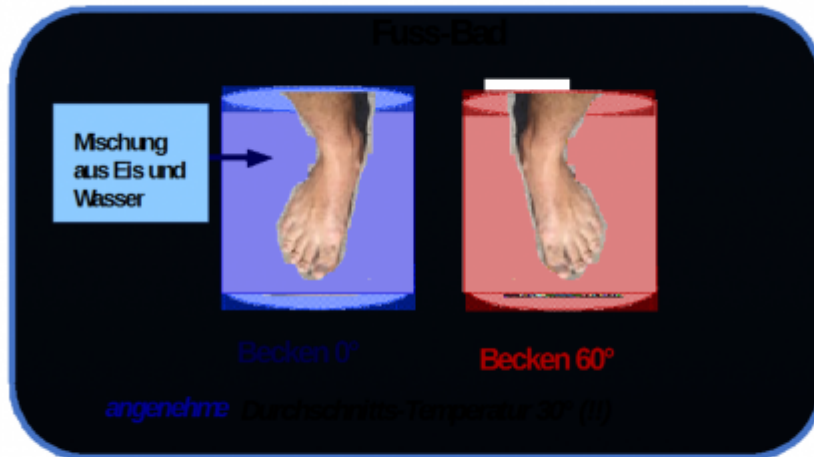 Fuss-Bad
Mischung
aus Eis und
Wasser
Becken 0°
Becken 60°
angenehme Durchschnitts-Temperatur 30° (!!)